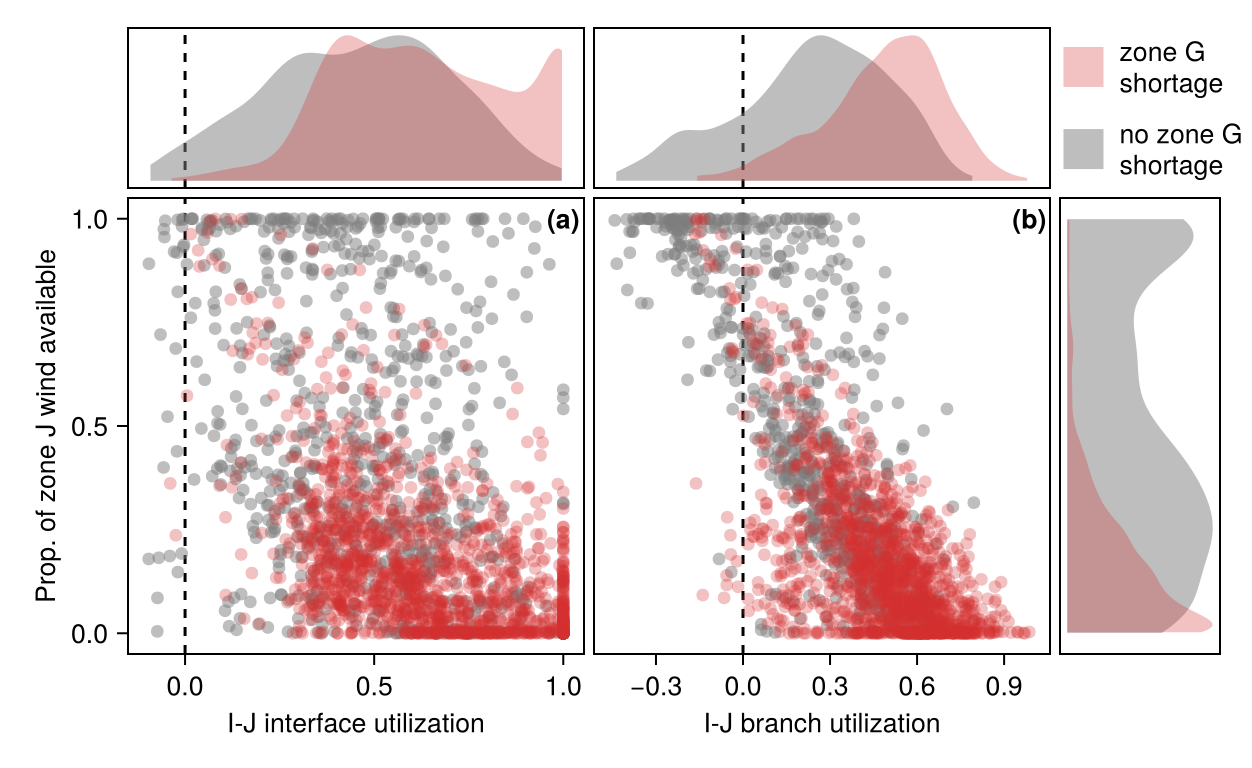 zone G
shortage
no zone G
shortage
(a)
(b)
1.0
0.5
0.0
Prop. of zone J wind available
0.0
0.5
1.0
−0.3
0.0
0.3
0.6
0.9
I-J interface utilization
I-J branch utilization